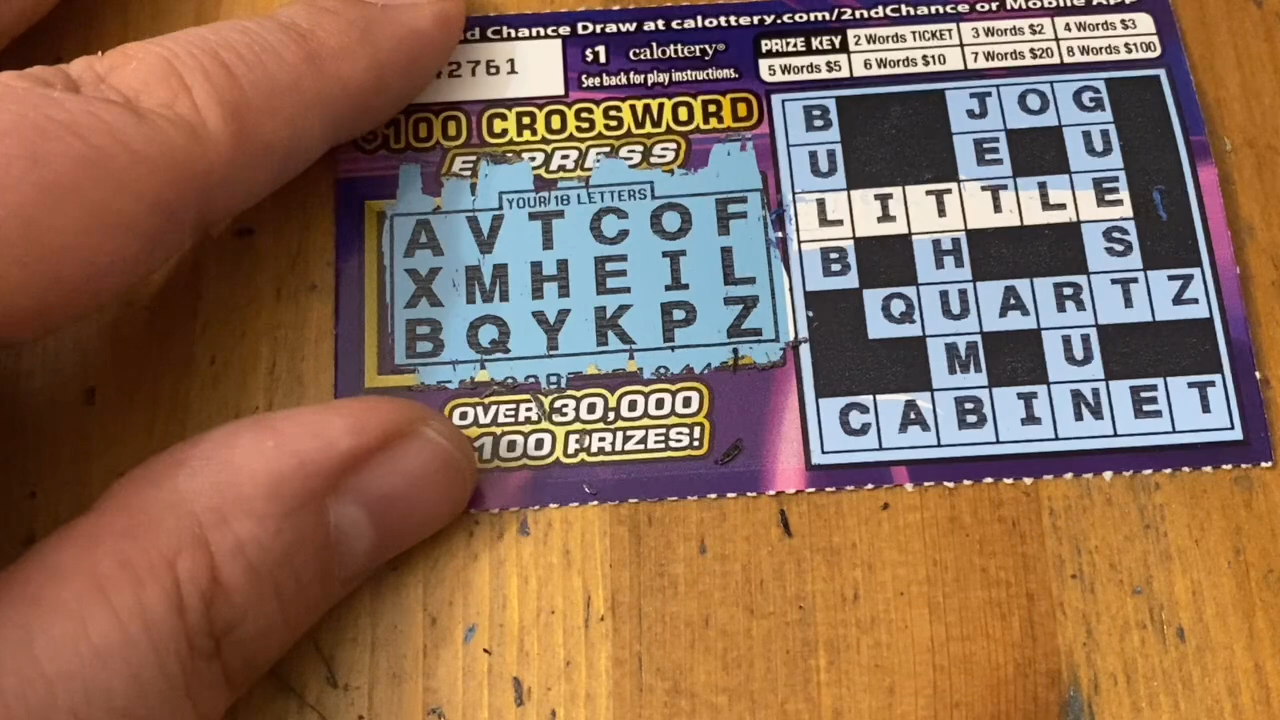 d Chance Draw at calottery.com/2ndChance or Mobile App
2761
$1 calottery®
See back for play instructions.
PRIZE KEY
2 Words TICKET
3 Words $2
4 Words $3
5 Words $5
6 Words $10
7 Words $20
8 Words $100
$100 CROSSWORD
EXPRESS
YOUR 18 LETTERS
A V T C O F
X M H E I L
B Q Y K P Z
OVER 30,000
$100 PRIZES!
B J O G
U E U
L I T T L E
B H S
Q U A R T Z
M U
C A B I N E T